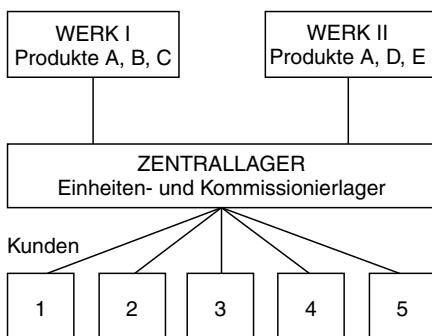 WERK I
Produkte A, B, C
WERK II
Produkte A, D, E
ZENTRALLAGER
Einheiten- und Kommissionierlager
Kunden
1
2
3
4
5